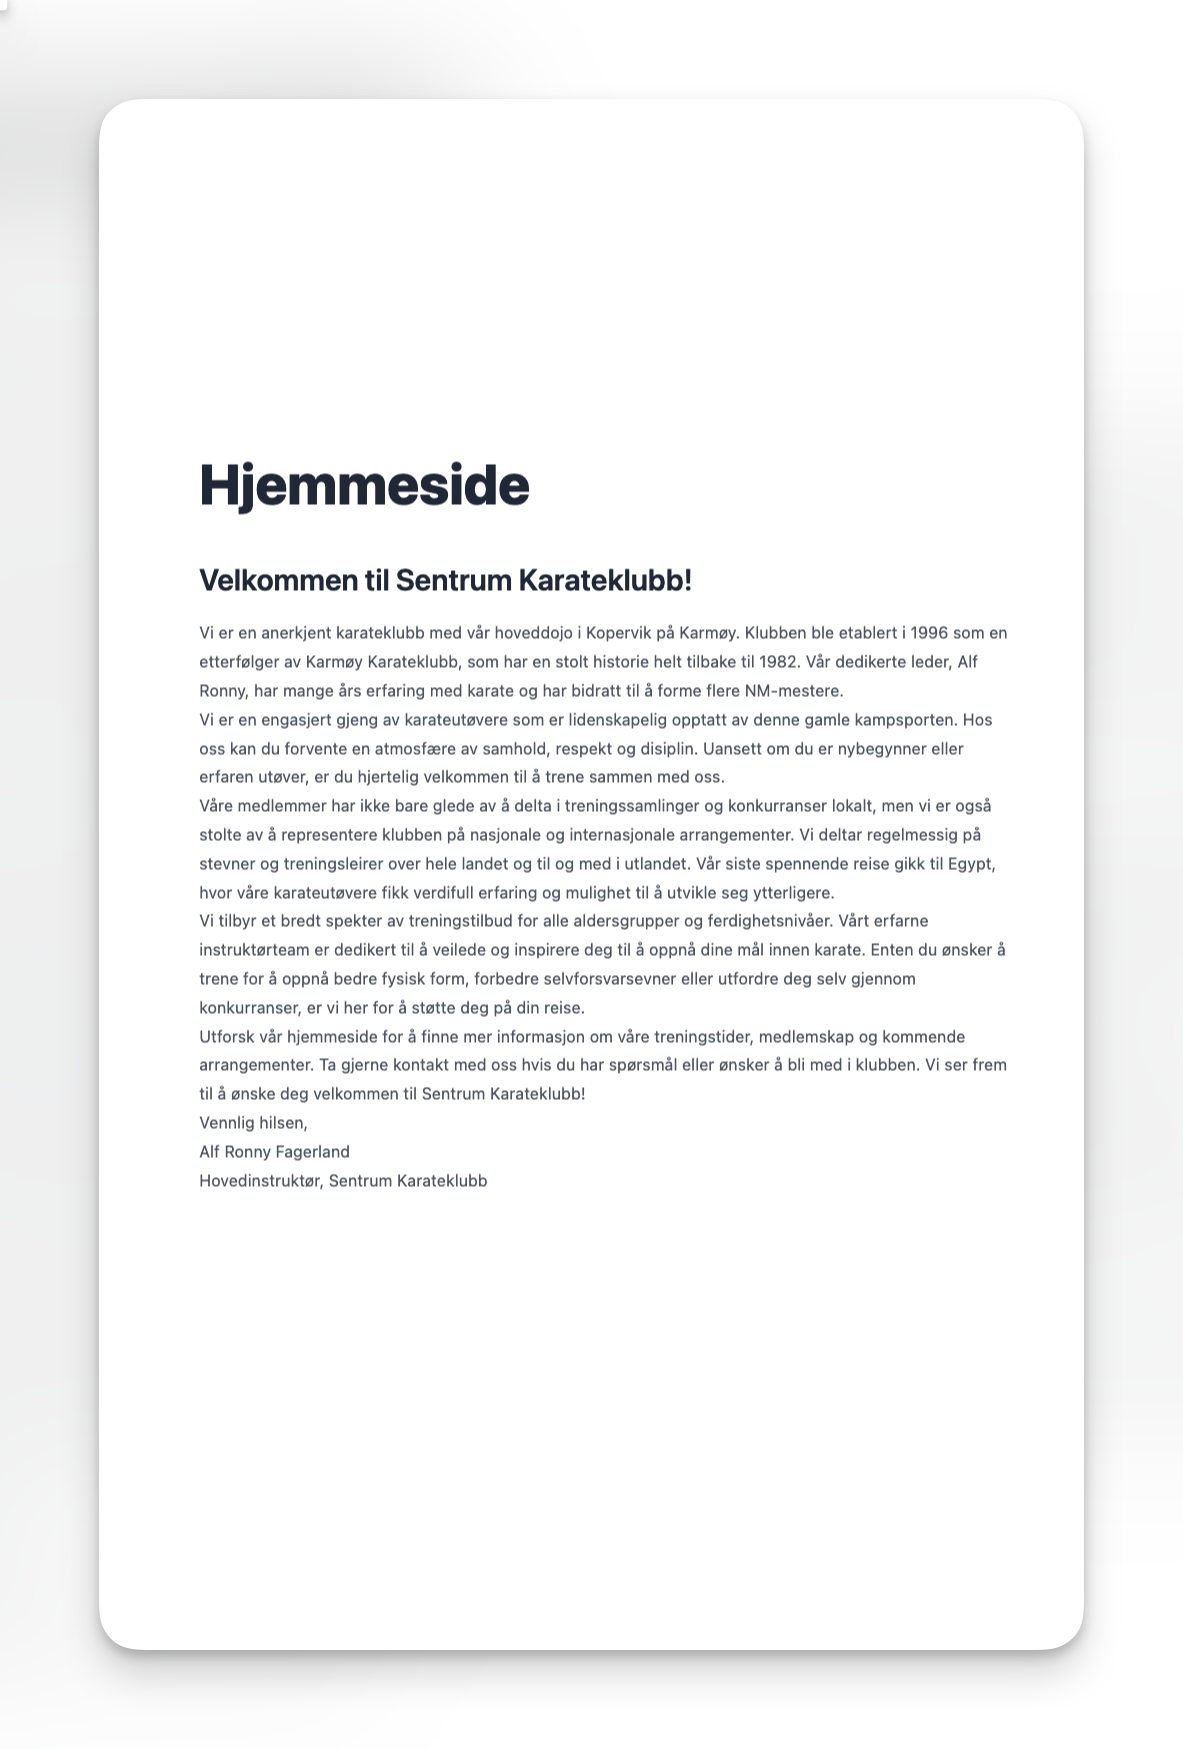 Hjemmeside
Velkommen til Sentrum Karateklubb!
Vi er en anerkjent karateklubb med vår hoveddojo i Kopervik på Karmøy. Klubben ble etablert i 1996 som en
etterfølger av Karmøy Karateklubb, som har en stolt historie helt tilbake til 1982. Vår dedikerte leder, Alf
Ronny, har mange års erfaring med karate og har bidratt til å forme flere NM-mestere.
Vi er en engasjert gjeng av karateutøvere som er lidenskapelig opptatt av denne gamle kampsporten. Hos
oss kan du forvente en atmosfære av samhold, respekt og disiplin. Uansett om du er nybegynner eller
erfaren utøver, er du hjertelig velkommen til å trene sammen med oss.
Våre medlemmer har ikke bare glede av å delta i treningssamlinger og konkurranser lokalt, men vi er også
stolte av å representere klubben på nasjonale og internasjonale arrangementer. Vi deltar regelmessig på
stevner og treningsleirer over hele landet og til og med i utlandet. Vår siste spennende reise gikk til Egypt,
hvor våre karateutøvere fikk verdifull erfaring og mulighet til å utvikle seg ytterligere.
Vi tilbyr et bredt spekter av treningstilbud for alle aldersgrupper og ferdighetsnivåer. Vårt erfarne
instruktørteam er dedikert til å veilede og inspirere deg til å oppnå dine mål innen karate. Enten du ønsker å
trene for å oppnå bedre fysisk form, forbedre selvforsvarsevner eller utfordre deg selv gjennom
konkurranser, er vi her for å støtte deg på din reise.
Utforsk vår hjemmeside for å finne mer informasjon om våre treningstider, medlemskap og kommende
arrangementer. Ta gjerne kontakt med oss hvis du har spørsmål eller ønsker å bli med i klubben. Vi ser frem
til å ønske deg velkommen til Sentrum Karateklubb!
Vennlig hilsen,
Alf Ronny Fagerland
Hovedinstruktør, Sentrum Karateklubb